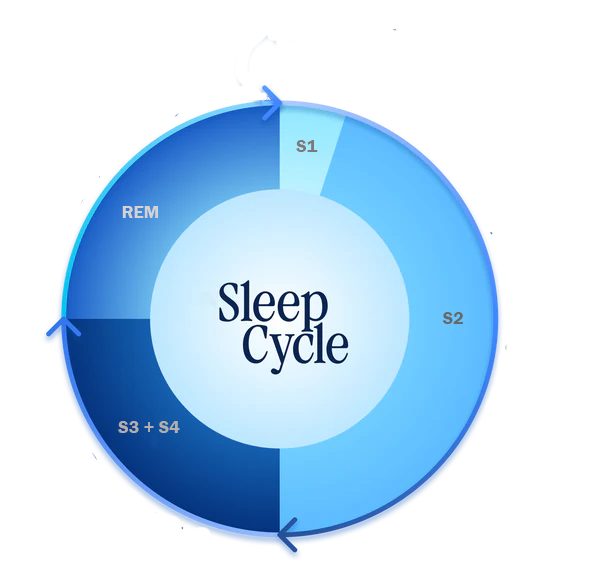 S1
REM
S2
Sleep
Cycle
S3 + S4